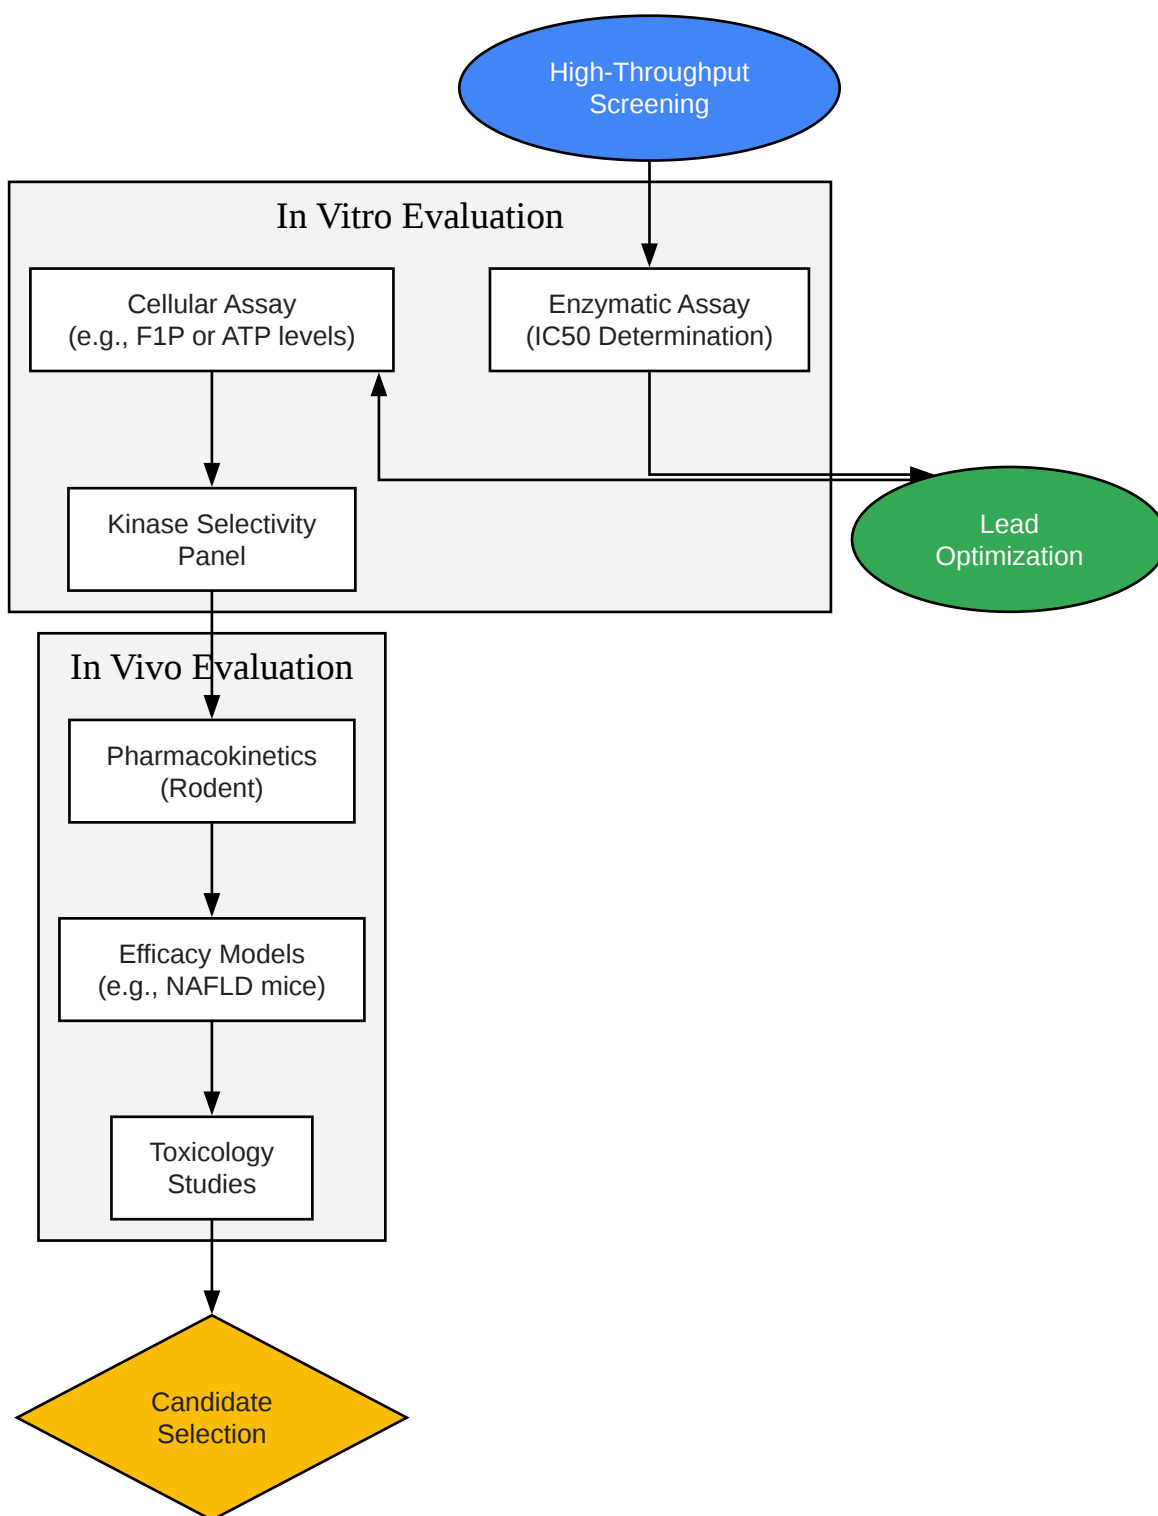 High-Throughput
Screening
In Vitro Evaluation
Cellular Assay
(e.g., F1P or ATP levels)
Enzymatic Assay
(IC50 Determination)
Kinase Selectivity
Panel
Lead
Optimization
In Vivo Evaluation
Pharmacokinetics
(Rodent)
Efficacy Models
(e.g., NAFLD mice)
Toxicology
Studies
Candidate
Selection